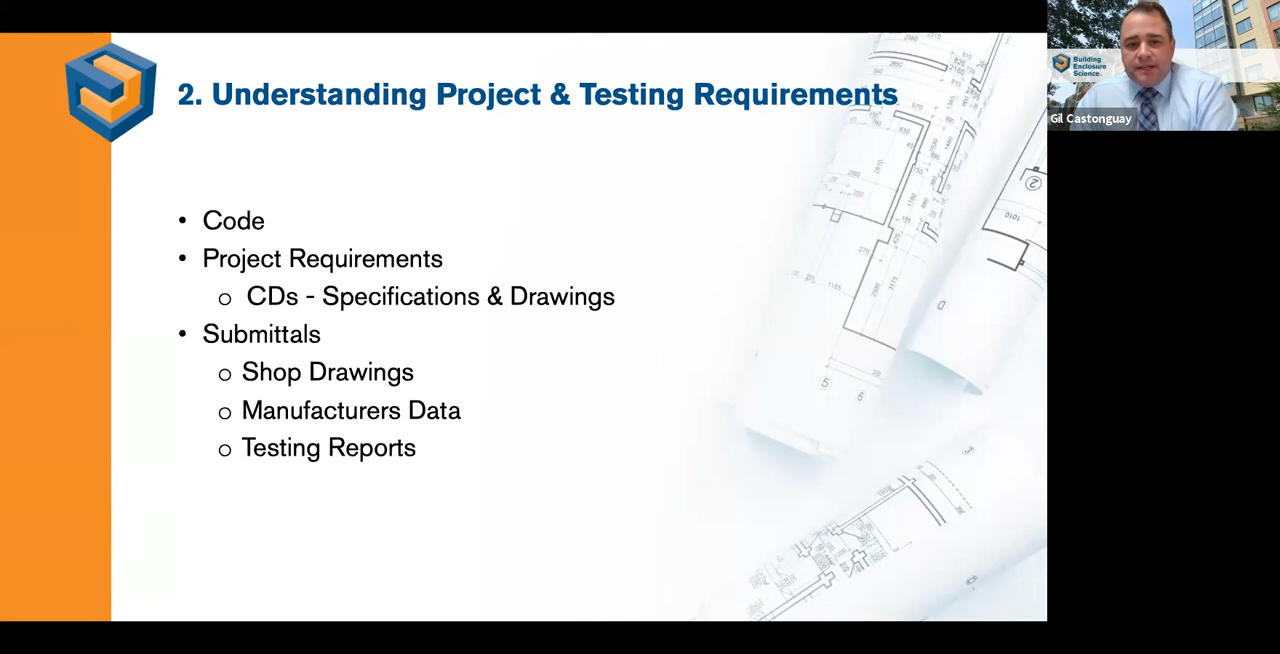 2. Understanding Project & Testing Requirements
• Code
• Project Requirements
o CDs - Specifications & Drawings
• Submittals
o Shop Drawings
o Manufacturers Data
o Testing Reports
Building
Enclosure
Science
Gil Castonguay